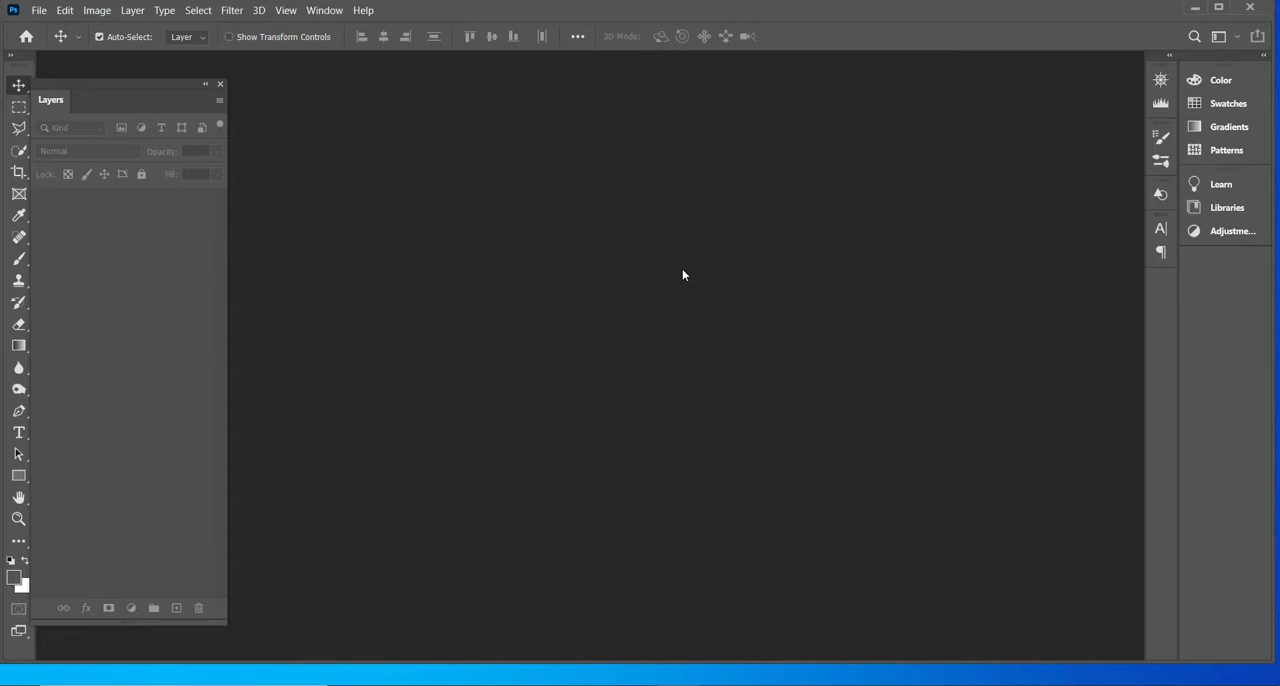 Ps File Edit Image Layer Type Select Filter 3D View Window Help
Auto-Select: Layer Show Transform Controls 3D Mode:
Layers
Kind
Normal Opacity:
Lock: Fill:
Color
Swatches
Gradients
Patterns
Learn
Libraries
Adjustme...